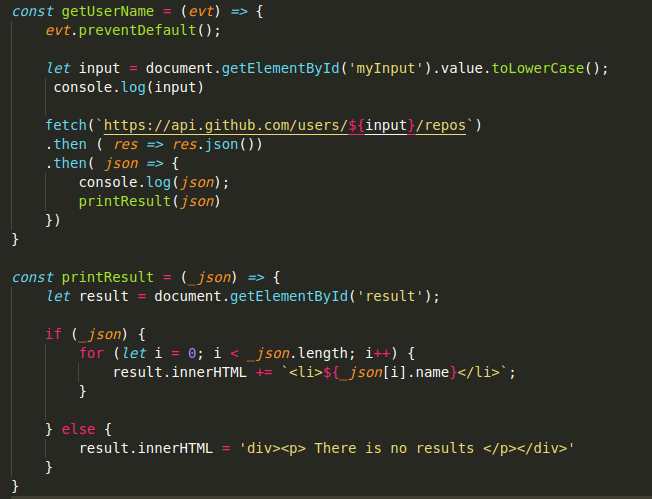 const getUserName = (evt) => {
evt.preventDefault();
let input = document.getElementById('myInput').value.toLowerCase();
console.log(input)
fetch(`https://api.github.com/users/${input}/repos`)
.then ( res => res.json())
.then( json => {
console.log(json);
printResult(json)
})
}
const printResult = (_json) => {
let result = document.getElementById('result');
if (_json) {
for (let i = 0; i < _json.length; i++) {
result.innerHTML += `<li>${_json[i].name}</li>`;
}
} else {
result.innerHTML = 'div><p> There is no results </p></div>'
}
}